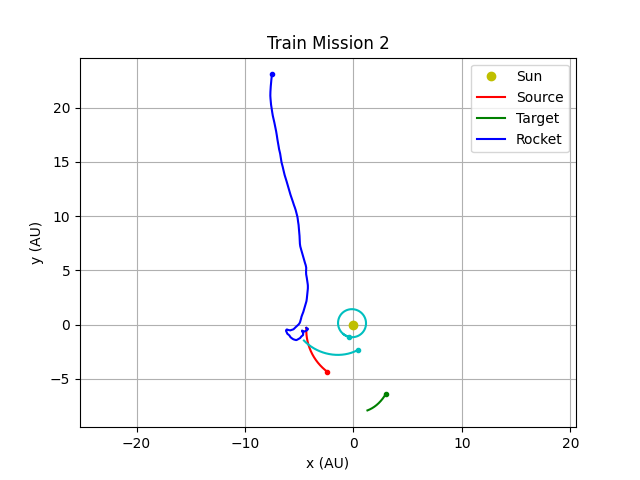 Train Mission 2
Sun
Source
Target
Rocket
20
15
10
5
0
−5
y (AU)
−20
−10
0
10
20
x (AU)